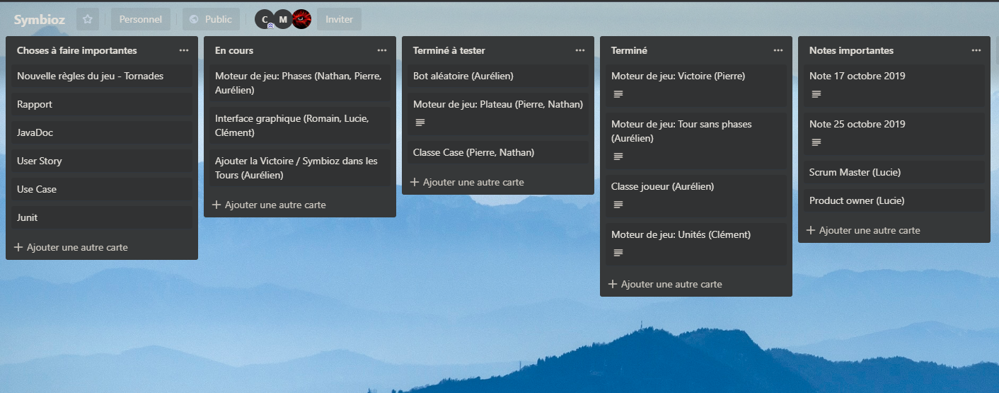 Symbioz
Personnel
Public
C
M
Inviter
Choses à faire importantes
Nouvelle règles du jeu - Tornades
Rapport
JavaDoc
User Story
Use Case
Junit
Ajouter une autre carte
En cours
Moteur de jeu: Phases (Nathan, Pierre,
Aurélien)
Interface graphique (Romain, Lucie,
Clément)
Ajouter la Victoire / Symbioz dans les
Tours (Aurélien)
Ajouter une autre carte
Terminé à tester
Bot aléatoire (Aurélien)
Moteur de jeu: Plateau (Pierre, Nathan)
Classe Case (Pierre, Nathan)
Ajouter une autre carte
Terminé
Moteur de jeu: Victoire (Pierre)
Moteur de jeu: Tour sans phases
(Aurélien)
Classe joueur (Aurélien)
Moteur de jeu: Unités (Clément)
Ajouter une autre carte
Notes importantes
Note 17 octobre 2019
Note 25 octobre 2019
Scrum Master (Lucie)
Product owner (Lucie)
Ajouter une autre carte